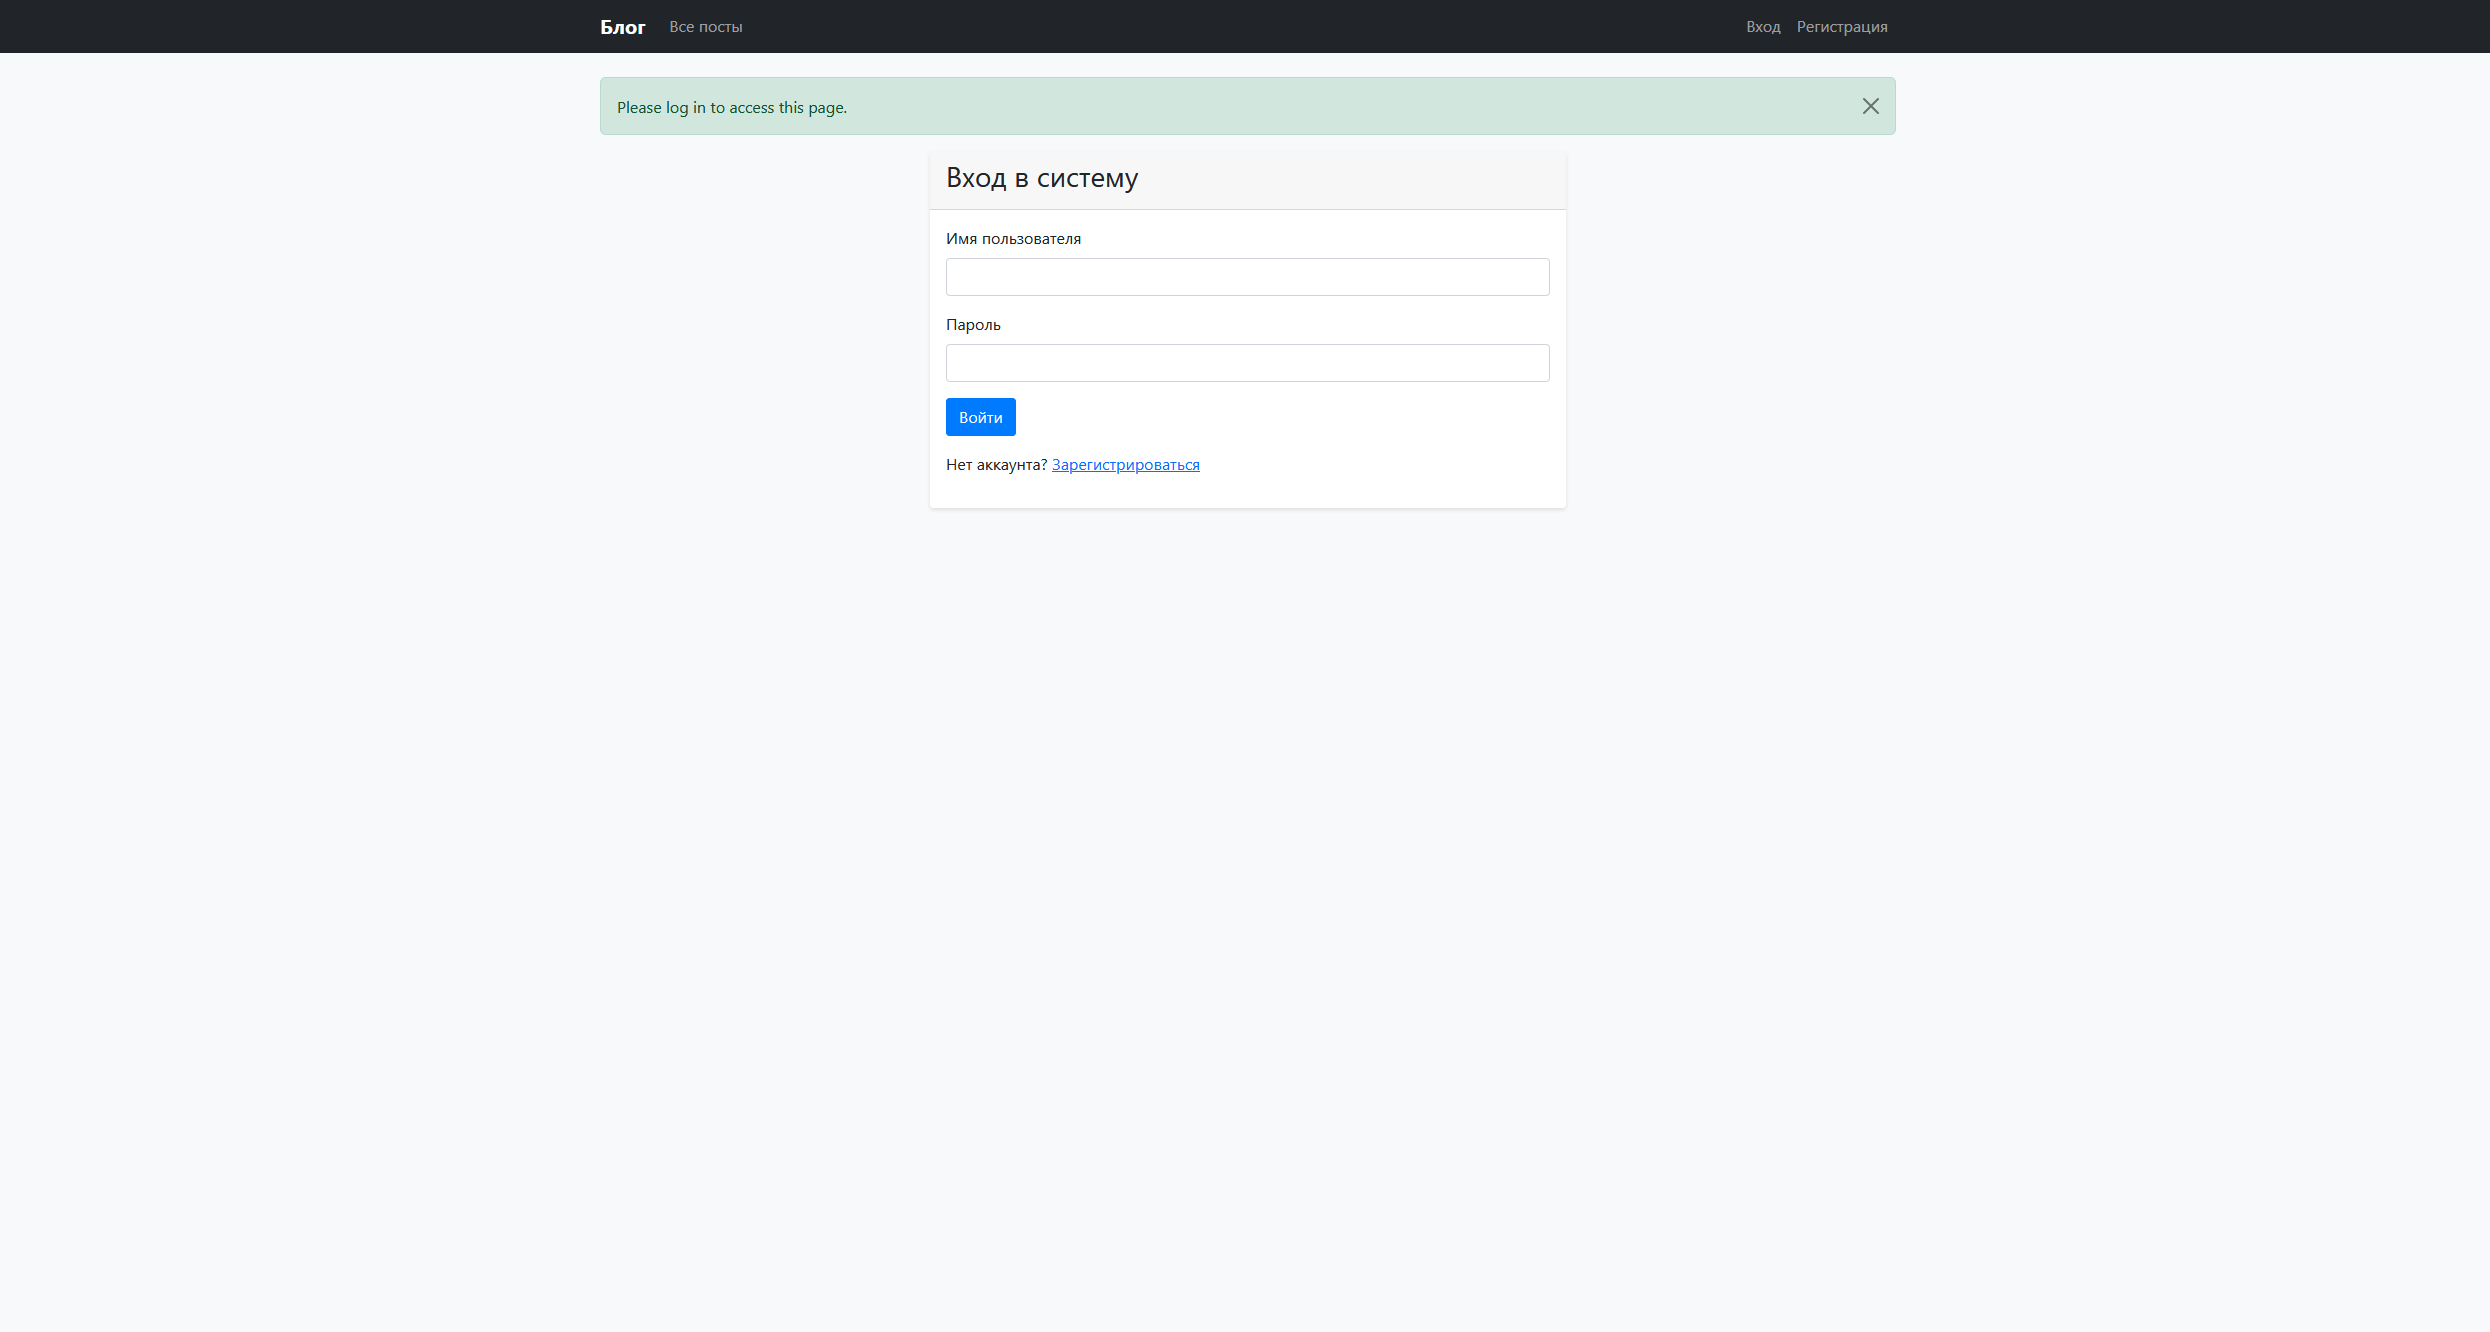 Блог Все посты Вход Регистрация
Please log in to access this page.
Вход в систему
Имя пользователя
Пароль
Войти
Нет аккаунта? Зарегистрироваться